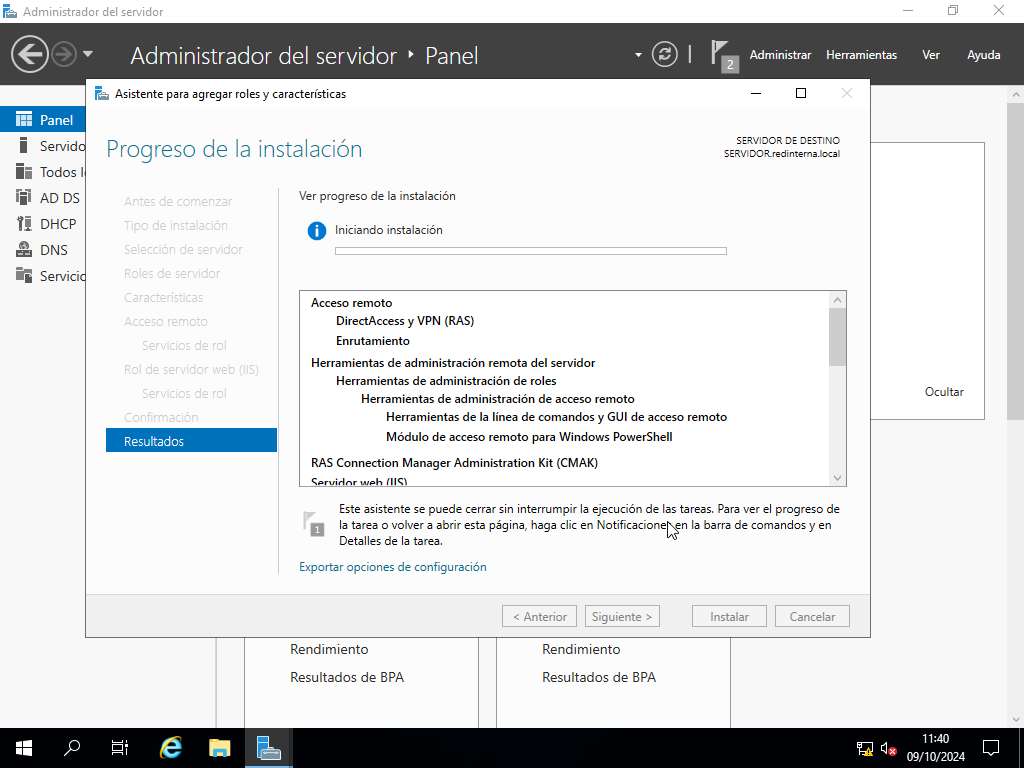 Administrador del servidor
Administrador del servidor ‣ Panel
2
Administrar
Herramientas
Ver
Ayuda
Panel
Servido
Todos l
AD DS
DHCP
DNS
Servicio
Asistente para agregar roles y características
Progreso de la instalación
SERVIDOR DE DESTINO
SERVIDOR.redinterna.local
Antes de comenzar
Tipo de instalación
Selección de servidor
Roles de servidor
Características
Acceso remoto
Servicios de rol
Rol de servidor web (IIS)
Servicios de rol
Confirmación
Resultados
Ver progreso de la instalación
Iniciando instalación
Acceso remoto
DirectAccess y VPN (RAS)
Enrutamiento
Herramientas de administración remota del servidor
Herramientas de administración de roles
Herramientas de administración de acceso remoto
Herramientas de la línea de comandos y GUI de acceso remoto
Módulo de acceso remoto para Windows PowerShell
RAS Connection Manager Administration Kit (CMAK)
Servidor web (IIS)
1
Este asistente se puede cerrar sin interrumpir la ejecución de las tareas. Para ver el progreso de
la tarea o volver a abrir esta página, haga clic en Notificaciones en la barra de comandos y en
Detalles de la tarea.
Exportar opciones de configuración
< Anterior
Siguiente >
Instalar
Cancelar
Ocultar
Rendimiento
Resultados de BPA
Rendimiento
Resultados de BPA
11:40
09/10/2024